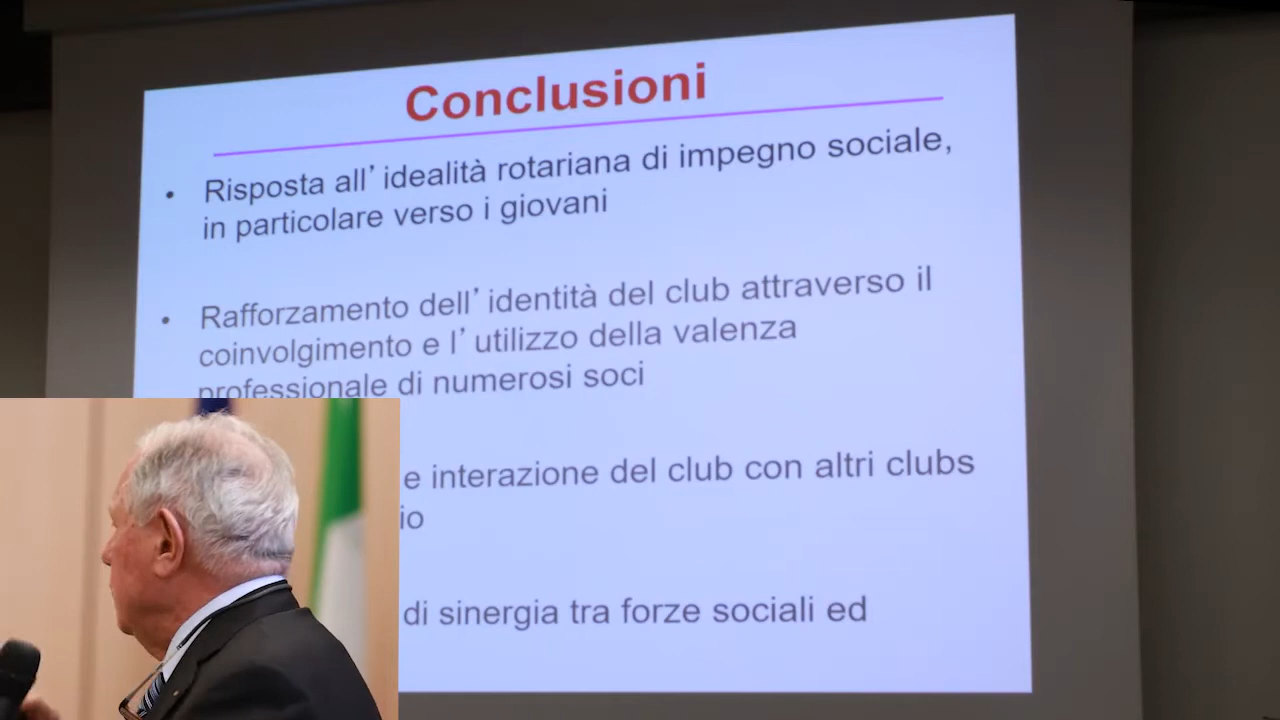 Conclusioni
• Risposta all’idealità rotariana di impegno sociale,
in particolare verso i giovani
• Rafforzamento dell’identità del club attraverso il
coinvolgimento e l’utilizzo della valenza
professionale di numerosi soci
e interazione del club con altri clubs
io
di sinergia tra forze sociali ed